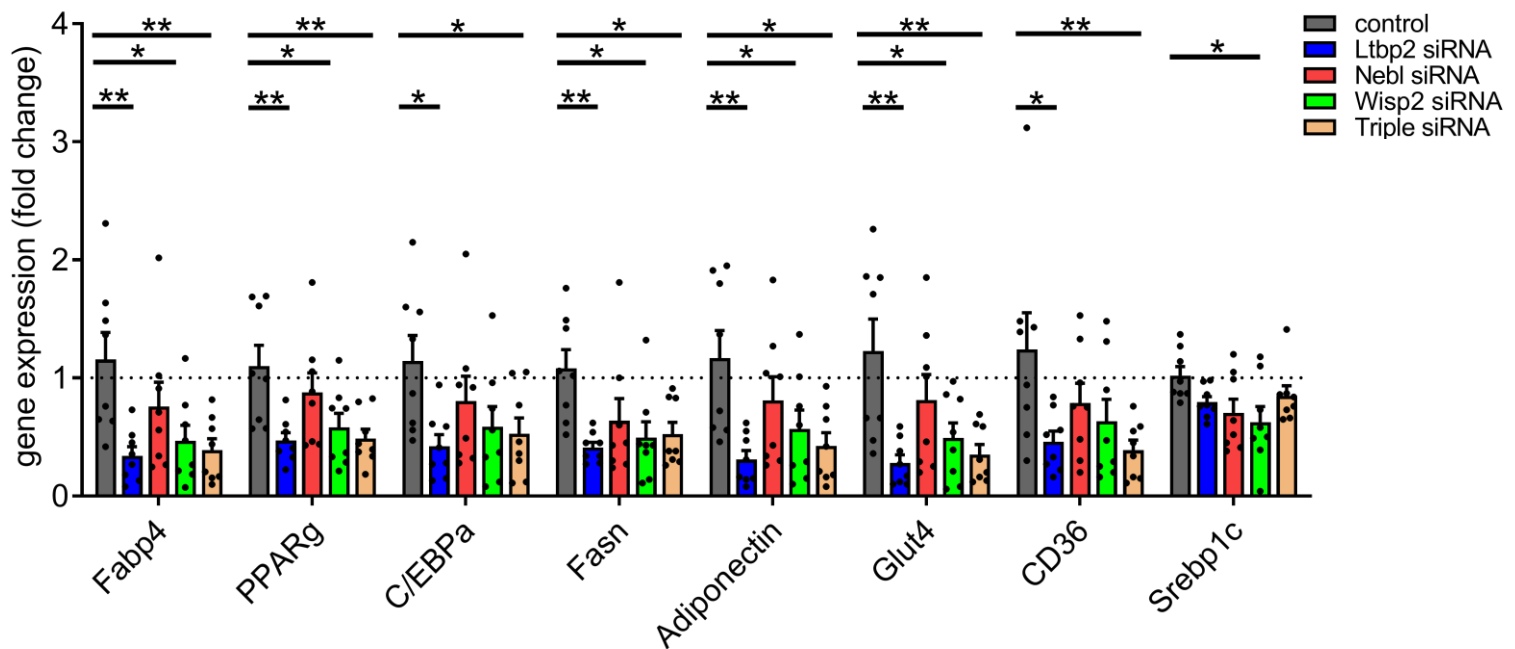 4
** ** * * * ** ** *
* * * * *
** ** * ** ** ** *
3
2
1
0
gene expression (fold change)
Fabp4
PPARg
C/EBPa
Fasn
Adiponectin
Glut4
CD36
Srebp1c
control
Ltbp2 siRNA
Nebl siRNA
Wisp2 siRNA
Triple siRNA